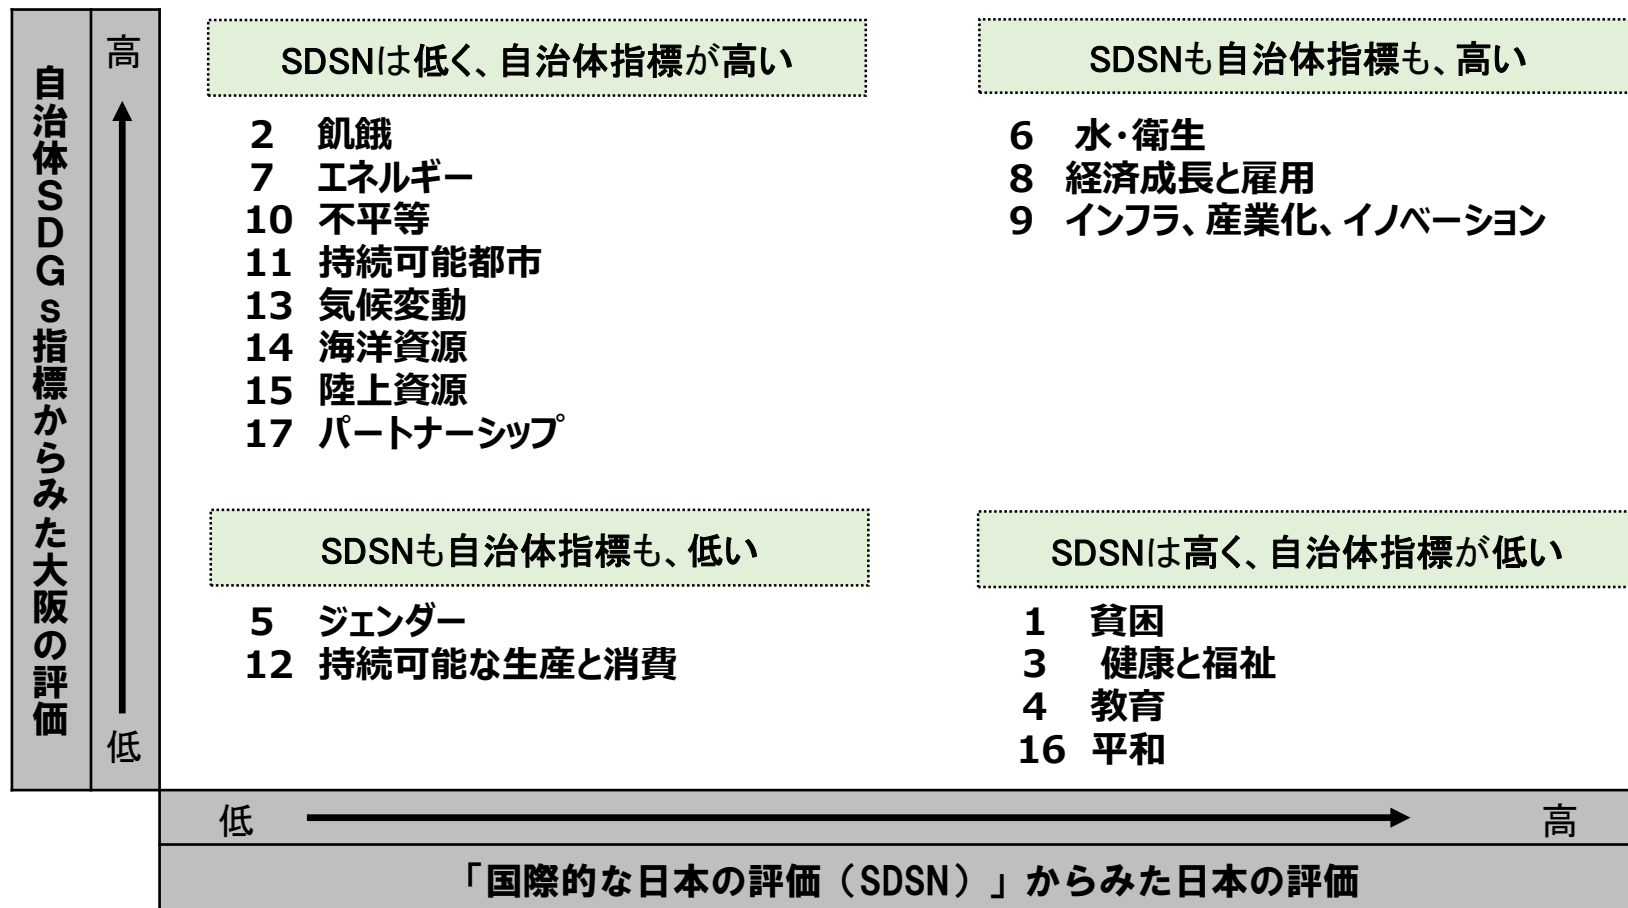 自治体SDGs指標からみた大阪の評価
高
低
SDSNは低く、自治体指標が高い
2 飢餓
7 エネルギー
10 不平等
11 持続可能都市
13 気候変動
14 海洋資源
15 陸上資源
17 パートナーシップ
SDSNも自治体指標も、高い
6 水・衛生
8 経済成長と雇用
9 インフラ、産業化、イノベーション
SDSNも自治体指標も、低い
5 ジェンダー
12 持続可能な生産と消費
SDSNは高く、自治体指標が低い
1 貧困
3 健康と福祉
4 教育
16 平和
低
高
「国際的な日本の評価（SDSN）」からみた日本の評価